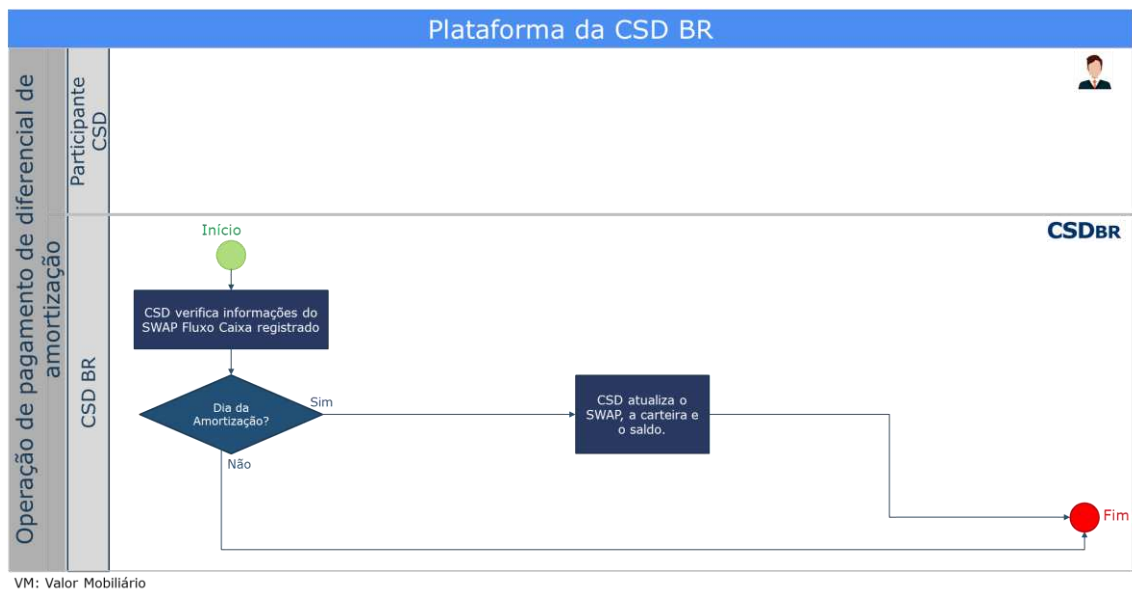 Plataforma da CSD BR
Operação de pagamento de diferencial de
amortização
Participante
CSD
CSD BR
CSDBR
Início
CSD verifica informações do
SWAP Fluxo Caixa registrado
Dia da
Amortização?
Sim
Não
CSD atualiza o
SWAP, a carteira e
o saldo.
Fim
VM: Valor Mobiliário